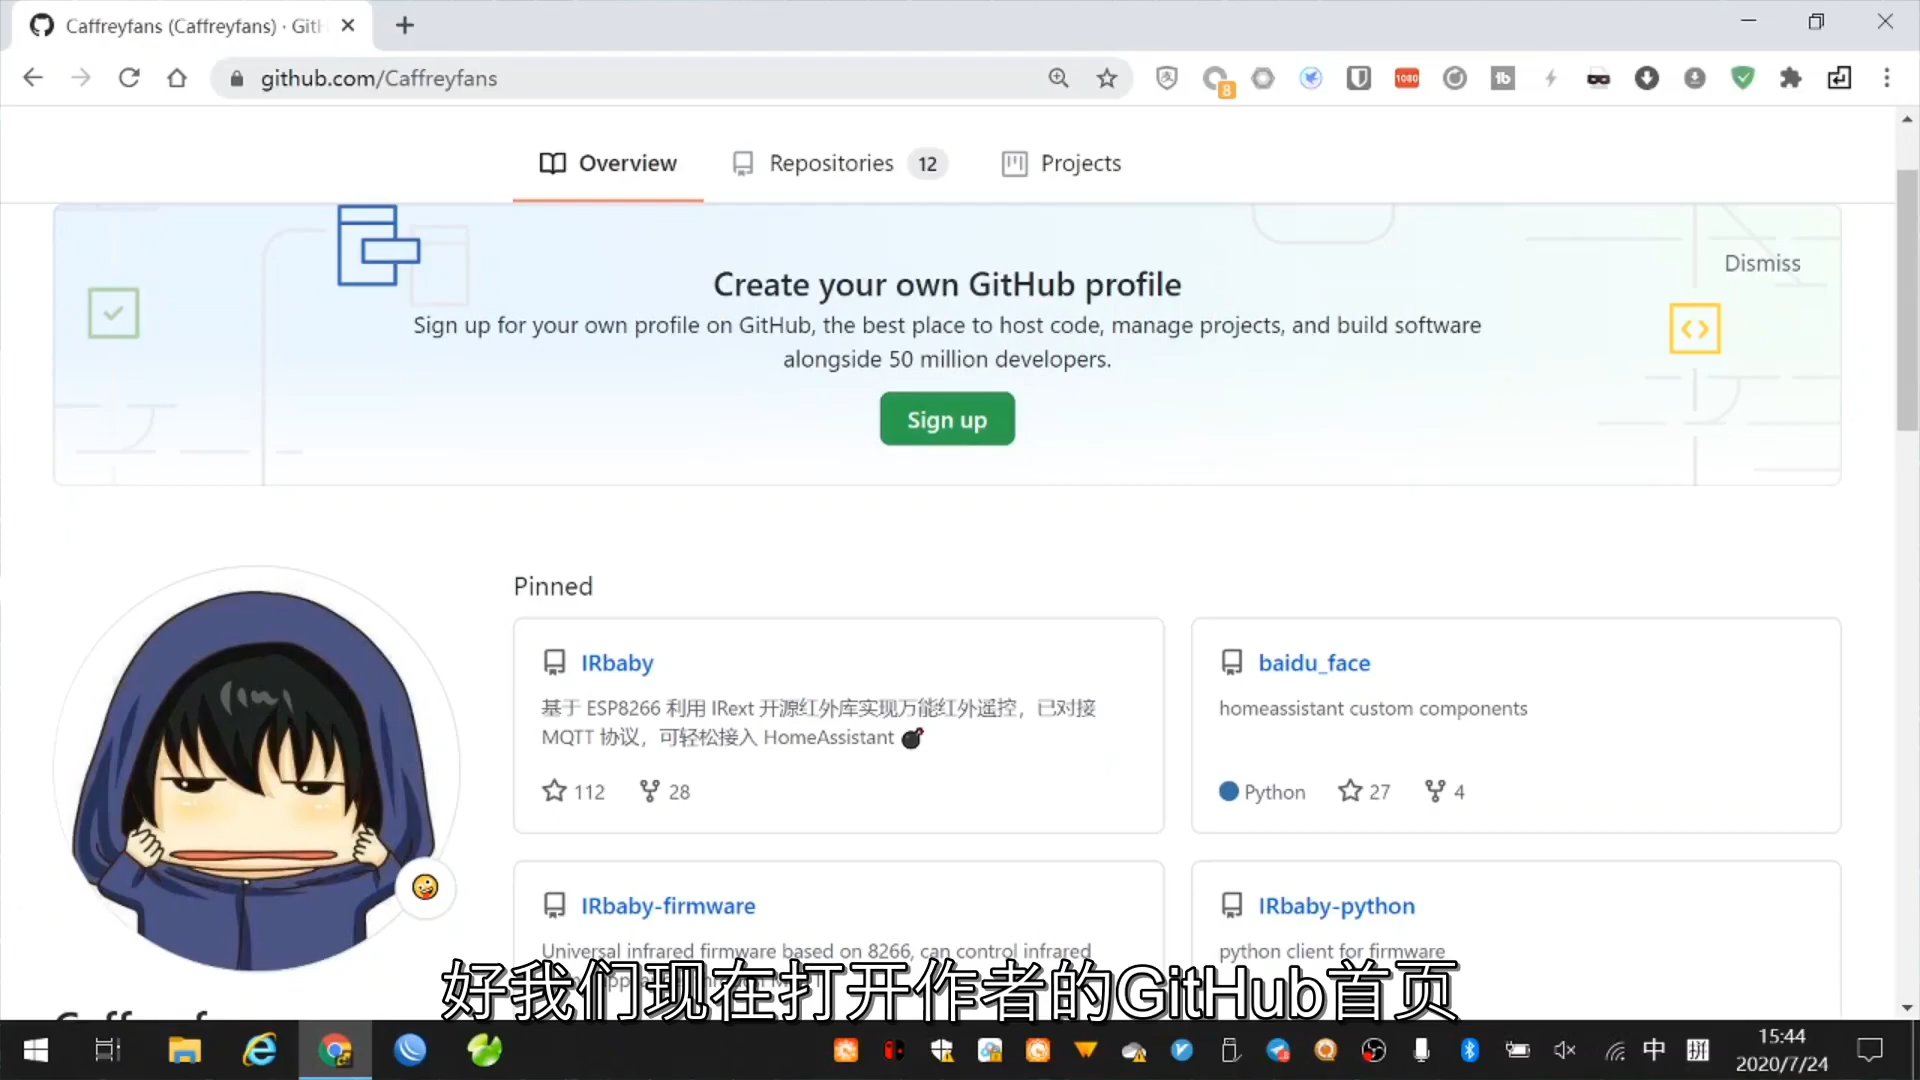 Caffreyfans (Caffreyfans) · Git
github.com/Caffreyfans
8
1080
tb
Overview
Repositories 12
Projects
Create your own GitHub profile
Dismiss
Sign up for your own profile on GitHub, the best place to host code, manage projects, and build software
alongside 50 million developers.
Sign up
Pinned
IRbaby
基于 ESP8266 利用 IRext 开源红外库实现万能红外遥控，已对接
MQTT 协议，可轻松接入 HomeAssistant 💣
112 28
baidu_face
homeassistant custom components
Python 27 4
IRbaby-firmware
Universal infrared firmware based on 8266, can control infrared
IRbaby-python
python client for firmware
好我们现在打开作者的GitHub首页
中
拼
15:44
2020/7/24